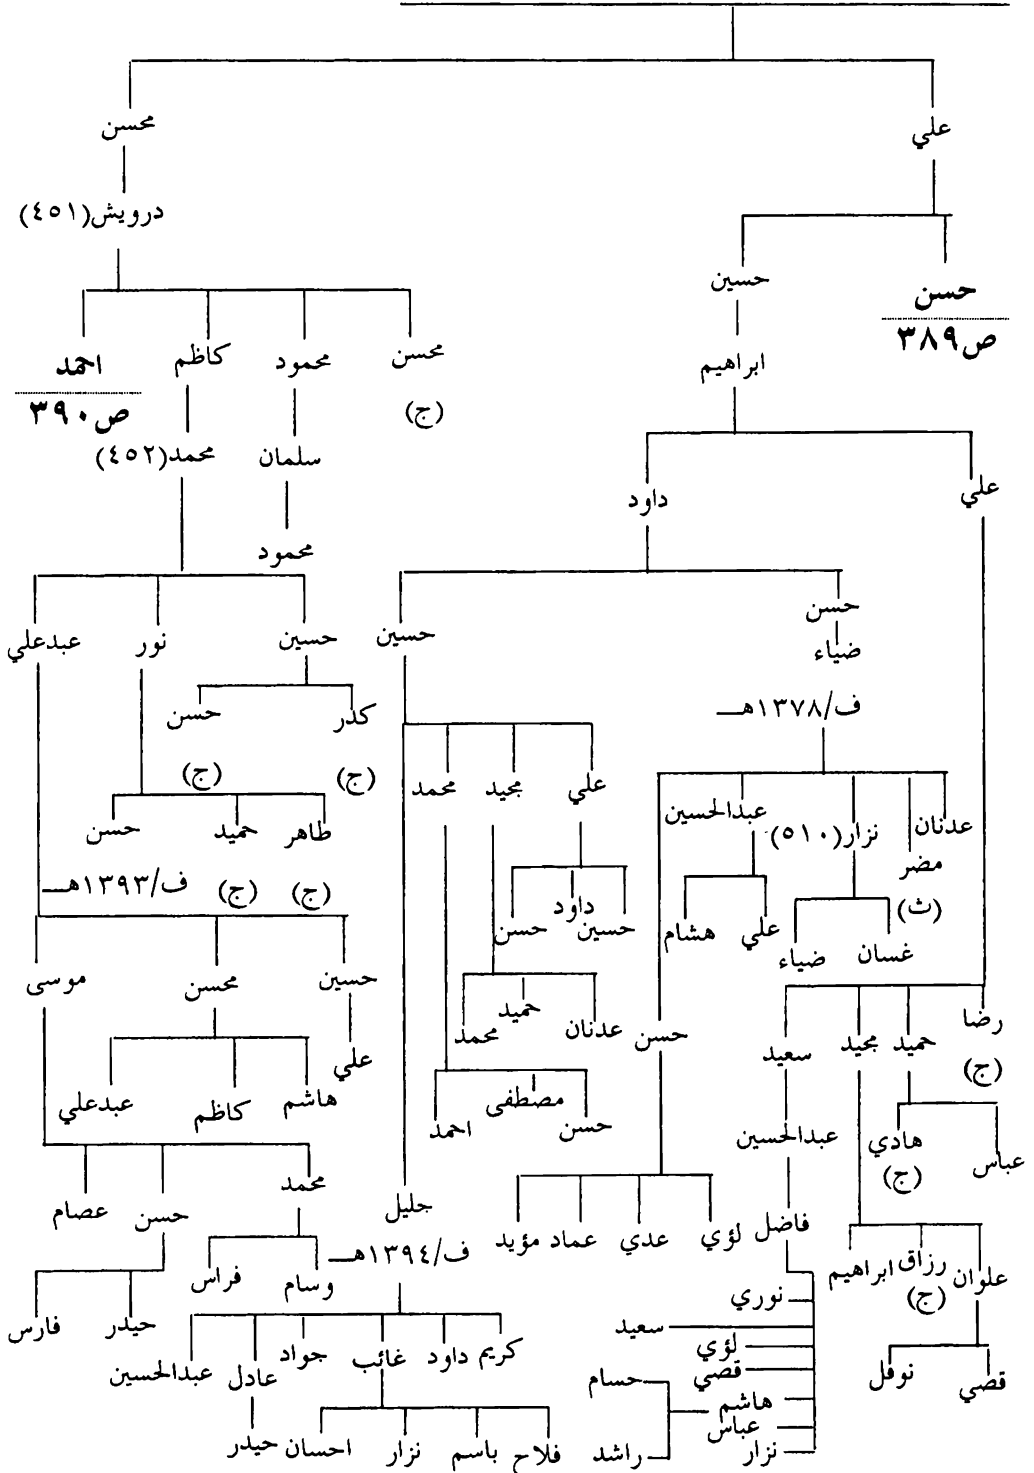 علي محسن
درويش(٤٥١)
حسين حسن
ص٣٨٩
ابراهيم محسن محمود كاظم احمد
(ج) ص٣٩٠
سلمان محمد(٤٥٢)
علي داود
محمود
حسن حسين حسين نور عبدعلي
ضياء
ف/١٣٧٨هـ كدر حسن
(ج) (ج)
علي مجيد محمد
عدنان مضر نزار(٥١٠) عبدالحسين طاهر حميد حسن
(ث) (ج) (ج) ف/١٣٩٣هـ
حسين داود حسن
غسان ضياء علي هشام
حسين محسن موسى
رضا حميد مجيد سعيد حسن عدنان حميد محمد
(ج) علي
هاشم كاظم عبدعلي
حسن مصطفى احمد
عباس هادي عبدالحسين
(ج)
محمد حسن عصام
فاضل لؤي عدي عماد مؤيد جليل
ف/١٣٩٤هـ
علوان رزاق ابراهيم وسام فراس
(ج)
نوري
سعيد حيدر فارس
لؤي
قصي
كريم داود غائب جواد عادل عبدالحسين
قصي نوفل
هاشم حسام
عباس
نزار راشد
فلاح باسم نزار احسان حيدر